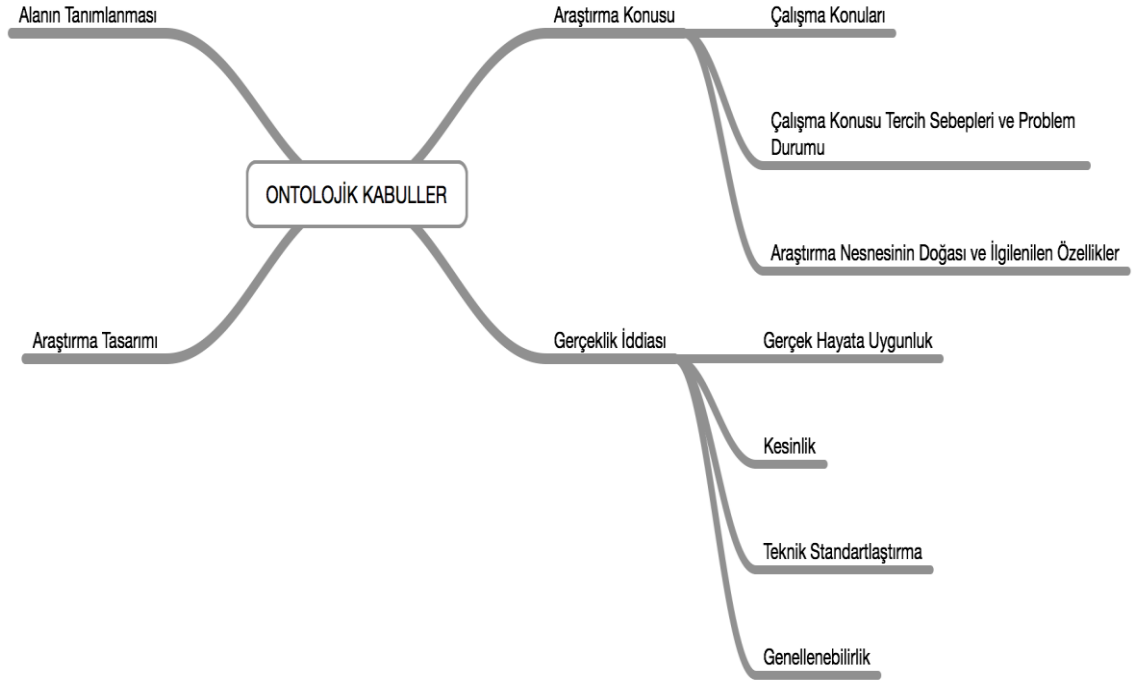 Alanın Tanımlanması
Araştırma Konusu
Çalışma Konuları
Çalışma Konusu Tercih Sebepleri ve Problem
Durumu
ONTOLOJİK KABULLER
Araştırma Nesnesinin Doğası ve İlgilenilen Özellikler
Araştırma Tasarımı
Gerçeklik İddiası
Gerçek Hayata Uygunluk
Kesinlik
Teknik Standartlaştırma
Genellenebilirlik